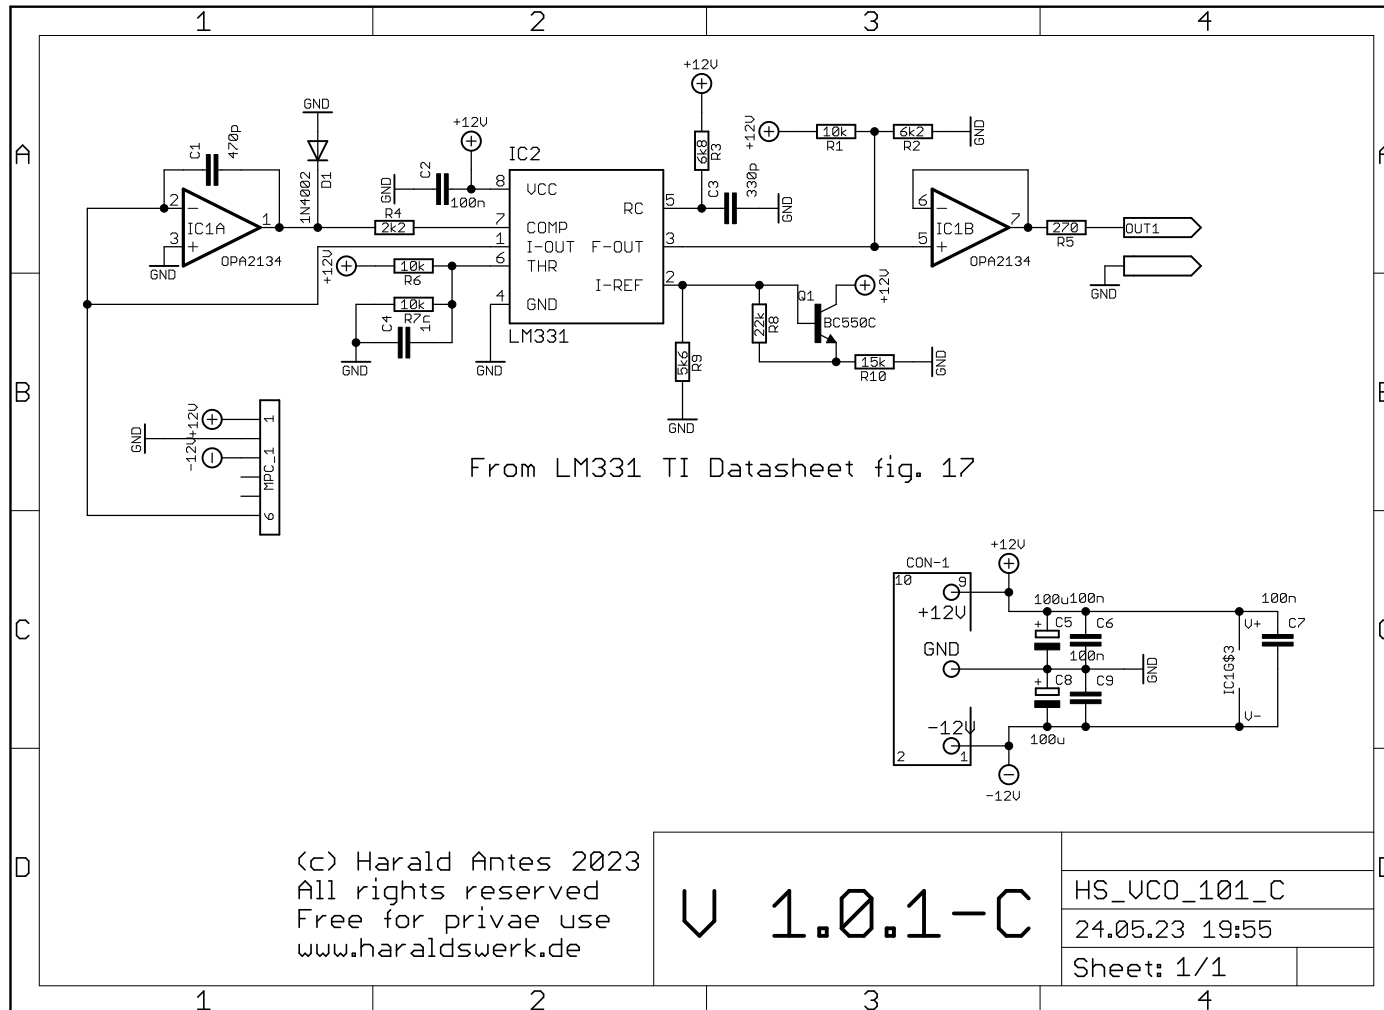 1 2 3 4
A A
B B
C C
D D
+12V
GND
C1
470p
2
3
1
IC1A
OPA2134
GND
1N4002
D1
R4
2k2
GND
C2
100n
+12V
IC2
8 VCC
7 COMP
1 I-OUT
6 THR
4 GND
RC 5
F-OUT 3
I-REF 2
LM331
+12V
10k
R6
10k
R7
1n
C4
GND
GND
6k8
R3
C3
330p
GND
+12V
10k
R1
6k2
R2
GND
6
5
7
IC1B
OPA2134
270
R5
OUT1
GND
Q1
BC550C
+12V
22k
R8
5k6
R9
15k
R10
GND
GND
+12V
GND
-12V
1
MPC_1
6
From LM331 TI Datasheet fig. 17
CON-1
10 9
+12V
GND
-12V
2 1
+12V
100u 100n 100n
+ C5 C6 V+ C7
100n
GND
IC1G$3
+ C8 C9
V-
100u
-12V
(c) Harald Antes 2023
All rights reserved
Free for privae use
www.haraldswerk.de
V 1.0.1-C
HS_VCO_101_C
24.05.23 19:55
Sheet: 1/1
1 2 3 4